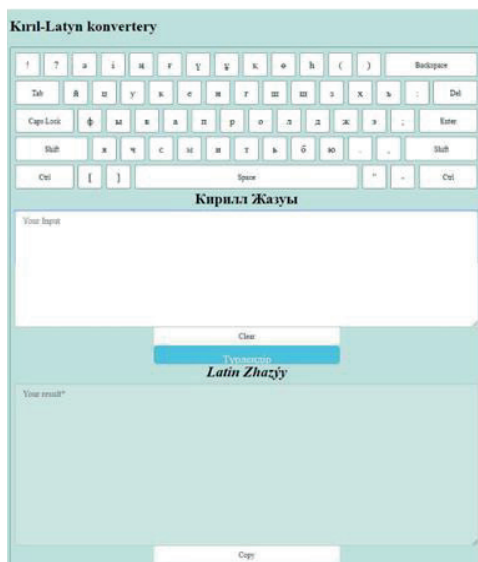 Kıril-Latyn konvertery
! ? ә і ң ғ ү ұ қ ө һ ( ) Backspace
Tab й ц у к е н г ш щ з х ъ : Del
Caps Lock ф ы в а п р о л д ж э ; Enter
Shift я ч с м и т ь б ю . , Shift
Ctrl [ ] Space " - Ctrl
Кирилл Жазуы
Your Input
Clear
Түрлендір
Latin Zhazýy
Your result*
Copy